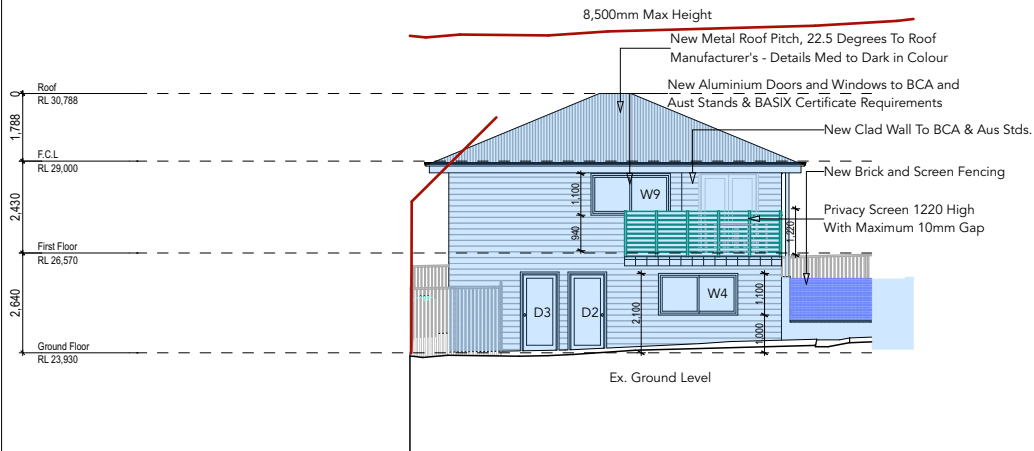 8,500mm Max Height
New Metal Roof Pitch, 22.5 Degrees To Roof
Manufacturer's - Details Med to Dark in Colour
New Aluminium Doors and Windows to BCA and
Aust Stands & BASIX Certificate Requirements
New Clad Wall To BCA & Aus Stds.
New Brick and Screen Fencing
Privacy Screen 1220 High
With Maximum 10mm Gap
0
Roof
RL 30,788
1,788
F.C.L
RL 29,000
2,430
First Floor
RL 26,570
2,640
Ground Floor
RL 23,930
1,100
W9
940
1,220
D3
D2
2,100
W4
1,100
1,000
Ex. Ground Level